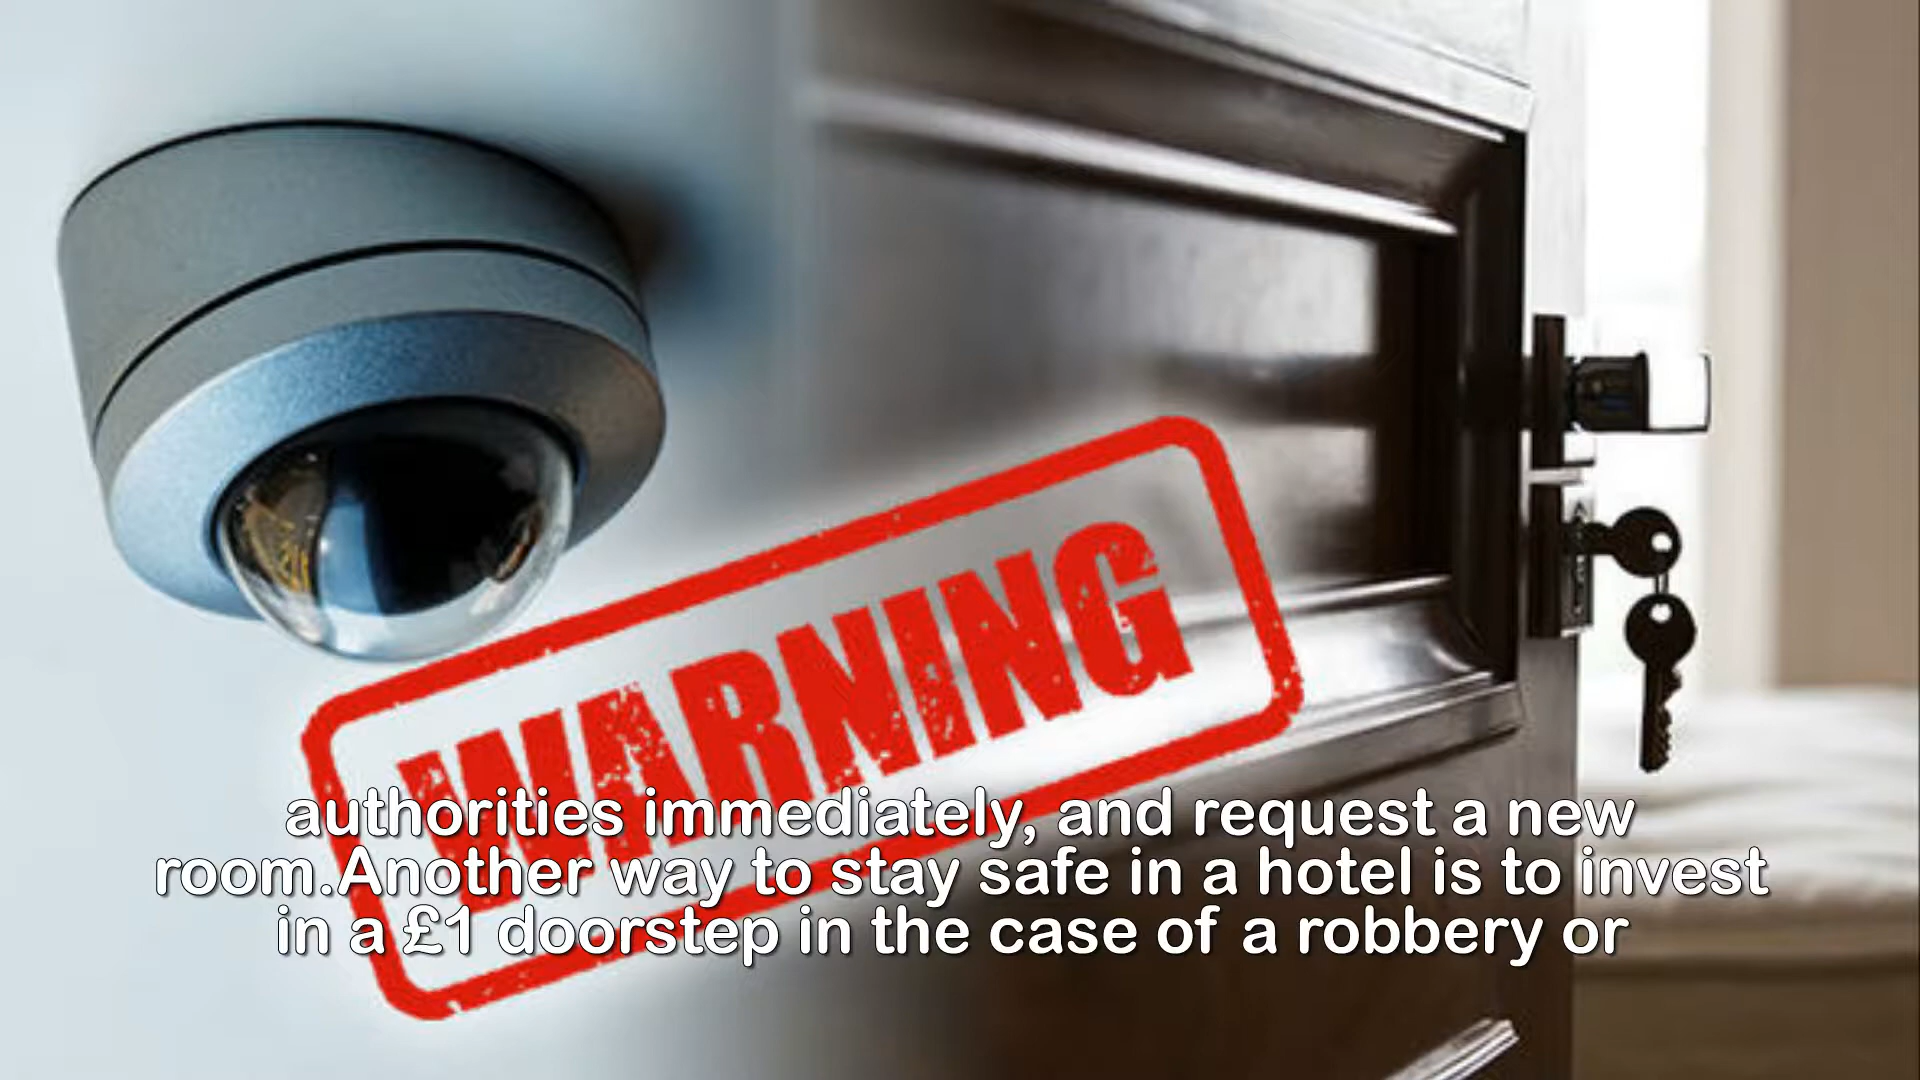 WARNING
authorities immediately, and request a new
room.Another way to stay safe in a hotel is to invest
in a £1 doorstep in the case of a robbery or